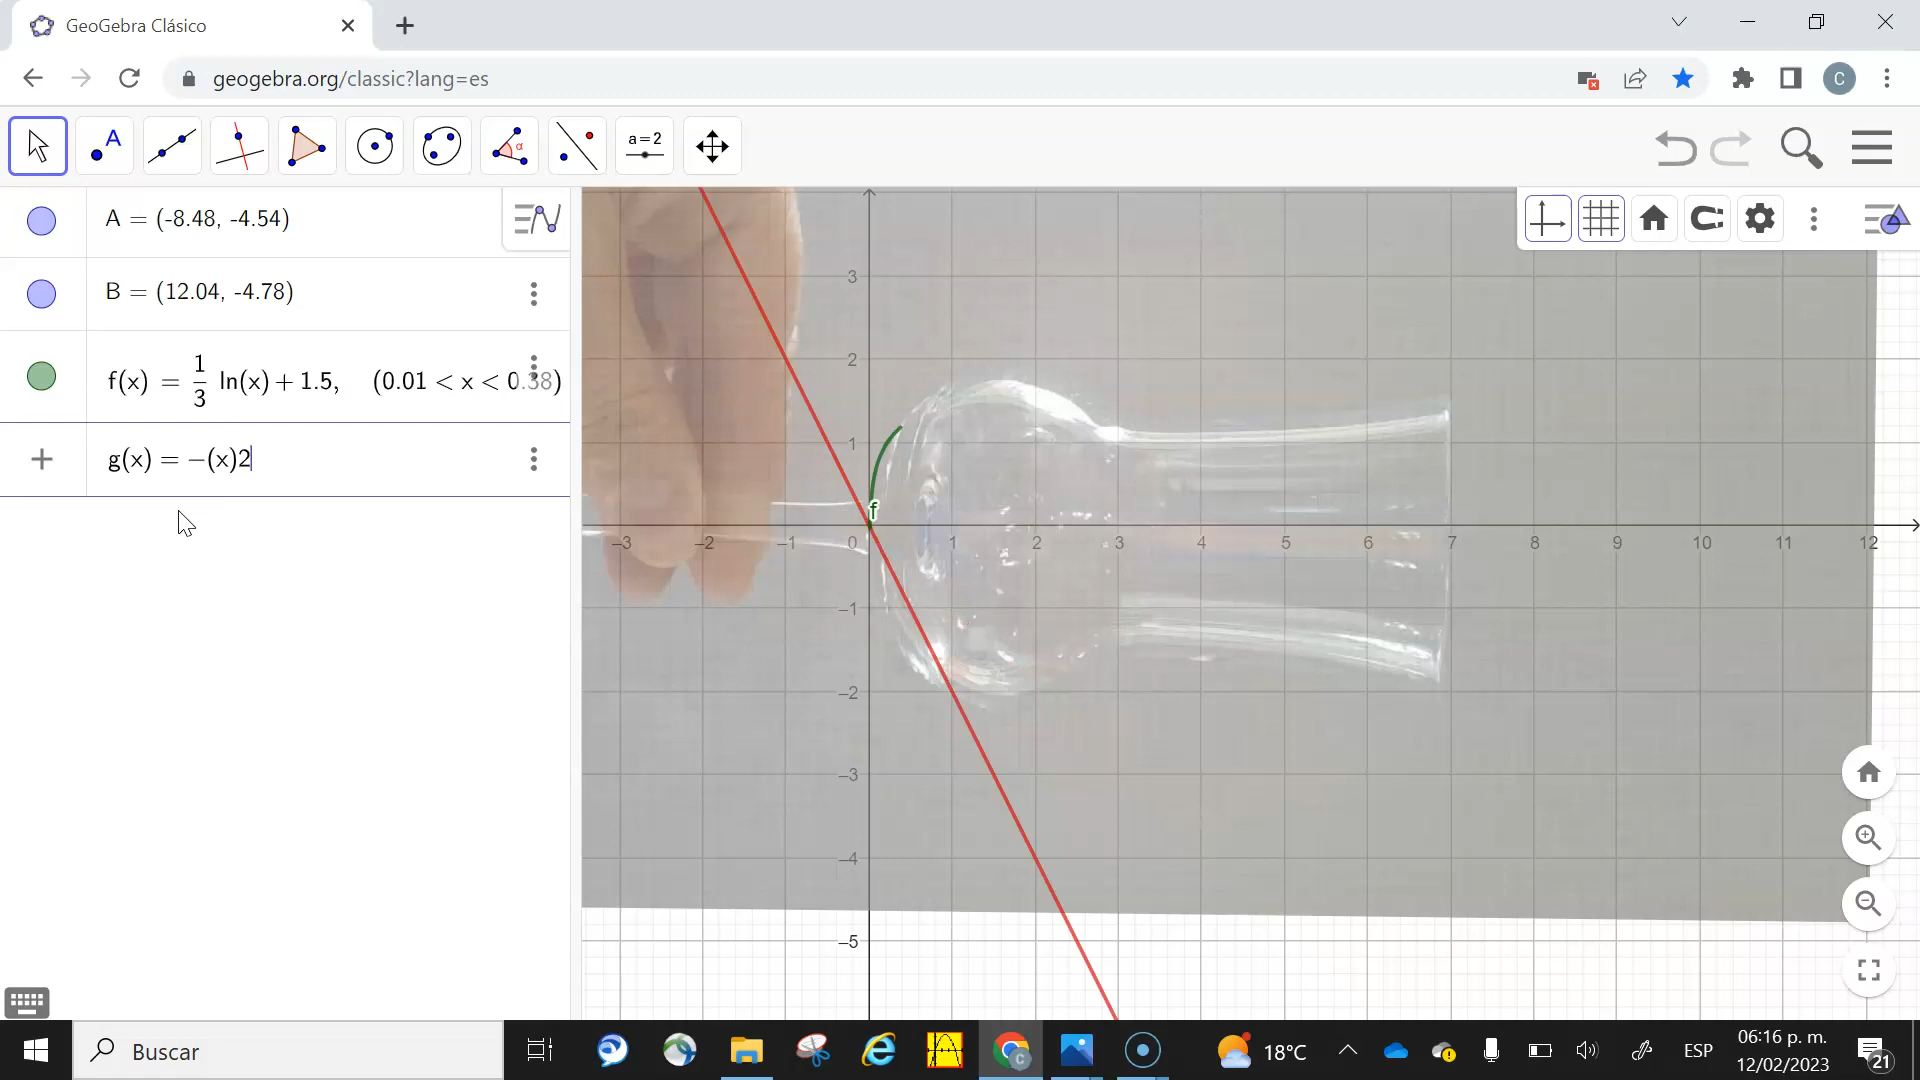 GeoGebra Clásico
geogebra.org/classic?lang=es
C
A
α
a=2
A = (-8.48, -4.54)
B = (12.04, -4.78)
f(x) = 1/3 ln(x) + 1.5, (0.01 < x < 0.38)
g(x) = −(x)2
f
3
2
1
−3 −2 −1 0 1 2 3 4 5 6 7 8 9 10 11 12
−1
−2
−3
−4
−5
Buscar
C
18°C
ESP
06:16 p. m.
12/02/2023
21